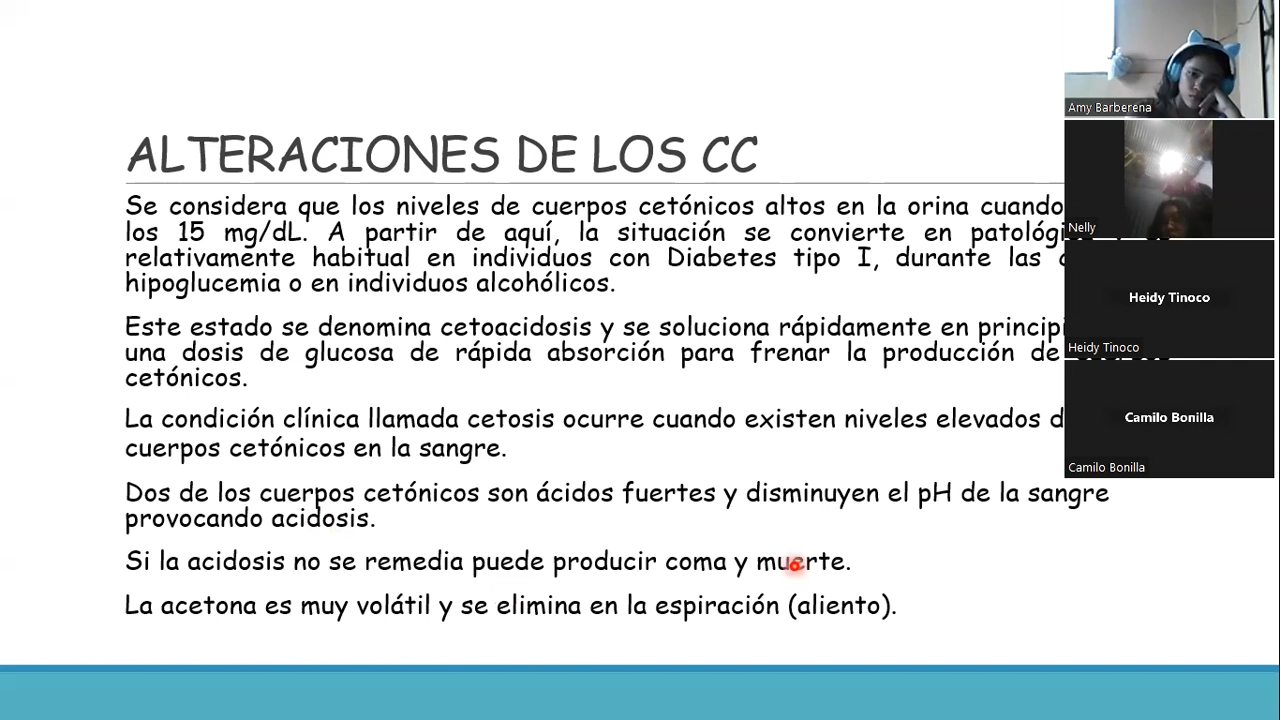 ALTERACIONES DE LOS CC
Se considera que los niveles de cuerpos cetónicos altos en la orina cuando
los 15 mg/dL. A partir de aquí, la situación se convierte en
relativamente habitual en individuos con Diabetes tipo I, durante las
hipoglucemia o en individuos alcohólicos.
Este estado se denomina cetoacidosis y se soluciona rápidamente en
una dosis de glucosa de rápida absorción para frenar la producción de
cetónicos.
La condición clínica llamada cetosis ocurre cuando existen niveles elevados
cuerpos cetónicos en la sangre.
Dos de los cuerpos cetónicos son ácidos fuertes y disminuyen el pH de la sangre
provocando acidosis.
Si la acidosis no se remedia puede producir coma y muerte.
La acetona es muy volátil y se elimina en la espiración (aliento).
Amy Barberena
Nelly
Heidy Tinoco
Heidy Tinoco
Camilo Bonilla
Camilo Bonilla